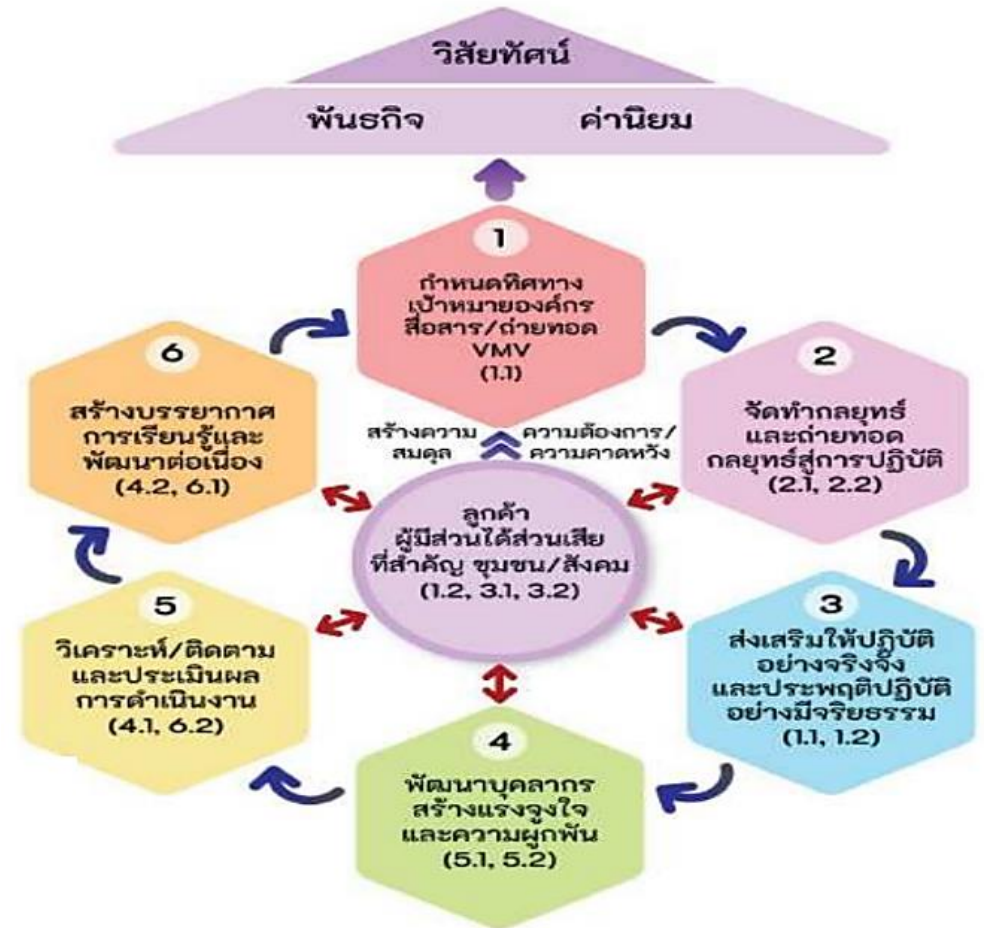 วิสัยทัศน์
พันธกิจ ค่านิยม
1
กำหนดทิศทาง
เป้าหมายองค์กร
สื่อสาร/ถ่ายทอด
VMV
(1.1)
2
จัดทำกลยุทธ์
และถ่ายทอด
กลยุทธ์สู่การปฏิบัติ
(2.1, 2.2)
3
ส่งเสริมให้ปฏิบัติ
อย่างจริงจัง
และประพฤติปฏิบัติ
อย่างมีจริยธรรม
(1.1, 1.2)
4
พัฒนาบุคลากร
สร้างแรงจูงใจ
และความผูกพัน
(5.1, 5.2)
5
วิเคราะห์/ติดตาม
และประเมินผล
การดำเนินงาน
(4.1, 6.2)
6
สร้างบรรยากาศ
การเรียนรู้และ
พัฒนาต่อเนื่อง
(4.2, 6.1)
สร้างความ
สมดุล
ความต้องการ/
ความคาดหวัง
ลูกค้า
ผู้มีส่วนได้ส่วนเสีย
ที่สำคัญ ชุมชน/สังคม
(1.2, 3.1, 3.2)